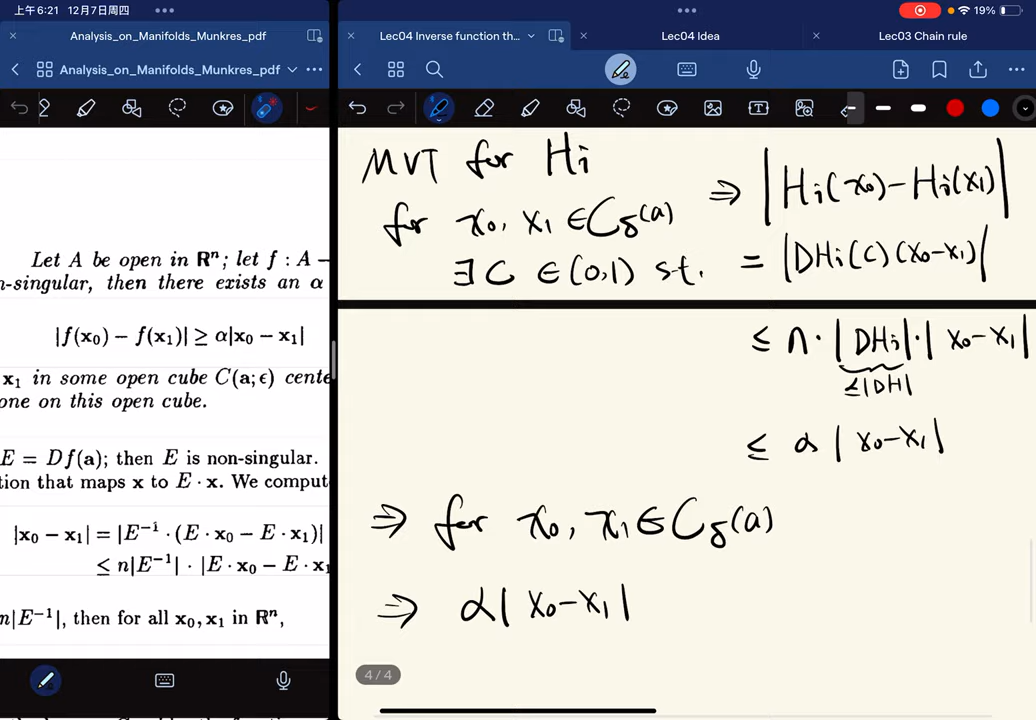 上午6:21 12月7日周四
19%
Analysis_on_Manifolds_Munkres_pdf
Analysis_on_Manifolds_Munkres_pdf
Lec04 Inverse function th...
Lec04 Idea
Lec03 Chain rule
Let A be open in Rⁿ; let f : A –
n-singular, then there exists an α
|f(x₀) − f(x₁)| ≥ α|x₀ − x₁|
x₁ in some open cube C(a; ϵ) cente
one on this open cube.
E = Df(a); then E is non-singular.
tion that maps x to E · x. We comput
|x₀ − x₁| = |E⁻¹ · (E · x₀ − E · x₁)|
≤ n|E⁻¹| · |E · x₀ − E · x₁
n|E⁻¹|, then for all x₀, x₁ in Rⁿ,
MVT for Hi
for x₀, x₁ ∈ Cδ(a)
∃ C ∈ (0,1) st.
⇒ |Hi(x₀) − Hi(x₁)|
= |DHi(C)(x₀−x₁)|
≤ n · |DHi| · | x₀−x₁|
≤|DH|
≤ α | x₀−x₁|
⇒ for x₀, x₁ ∈ Cδ(a)
⇒ α| x₀−x₁|
4/4